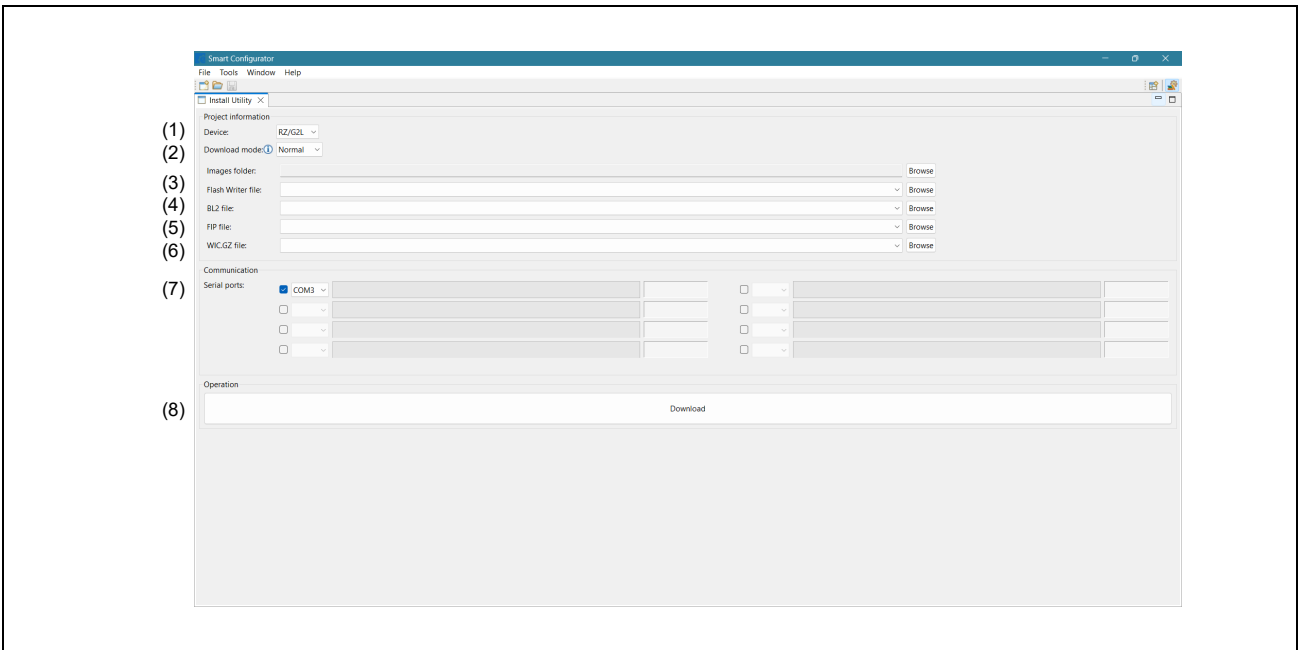 Smart Configurator
File Tools Window Help
Install Utility
Project information
(1) Device: RZ/G2L
(2) Download mode: Normal
Images folder: Browse
(3) Flash Writer file: Browse
(4) BL2 file: Browse
(5) FIP file: Browse
(6) WIC.GZ file: Browse
Communication
(7) Serial ports: COM3
Operation
(8) Download